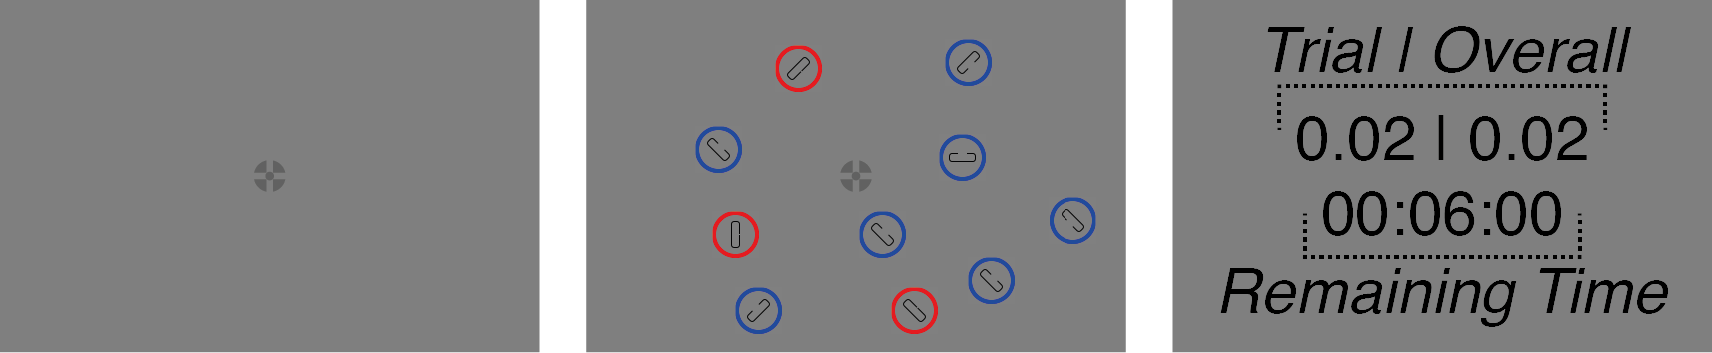 Trial | Overall
0.02 | 0.02
00:06:00
Remaining Time